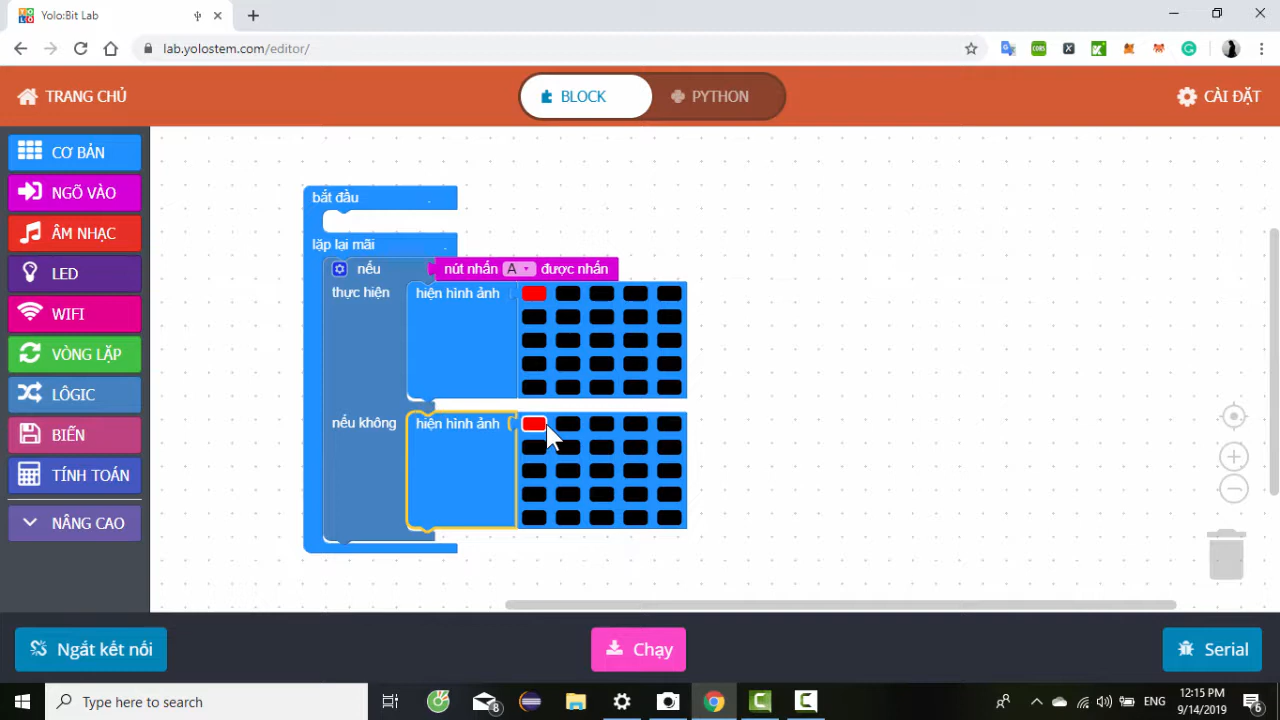 Yolo:Bit Lab
lab.yolostem.com/editor/
TRANG CHỦ
BLOCK
PYTHON
CÀI ĐẶT
CƠ BẢN
NGÕ VÀO
ÂM NHẠC
LED
WIFI
VÒNG LẶP
LÔGIC
BIẾN
TÍNH TOÁN
NÂNG CAO
bắt đầu
lặp lại mãi
nếu
nút nhấn A được nhấn
thực hiện
hiện hình ảnh
nếu không
hiện hình ảnh
Ngắt kết nối
Chạy
Serial
Type here to search
8
ENG
12:15 PM
9/14/2019
6